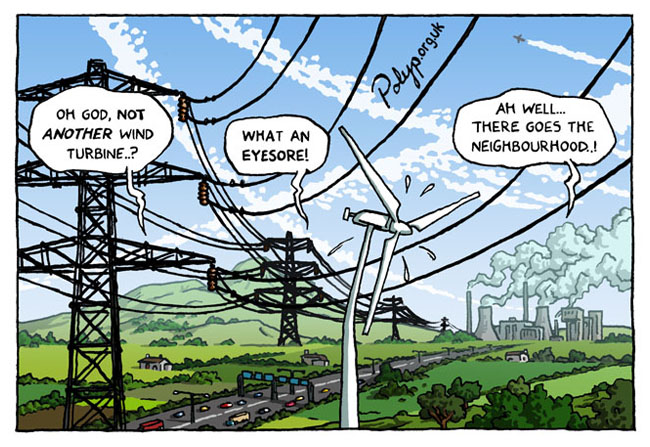 OH GOD, NOT
ANOTHER WIND
TURBINE..?
WHAT AN
EYESORE!
Polyp.org.uk
AH WELL...
THERE GOES THE
NEIGHBOURHOOD..!